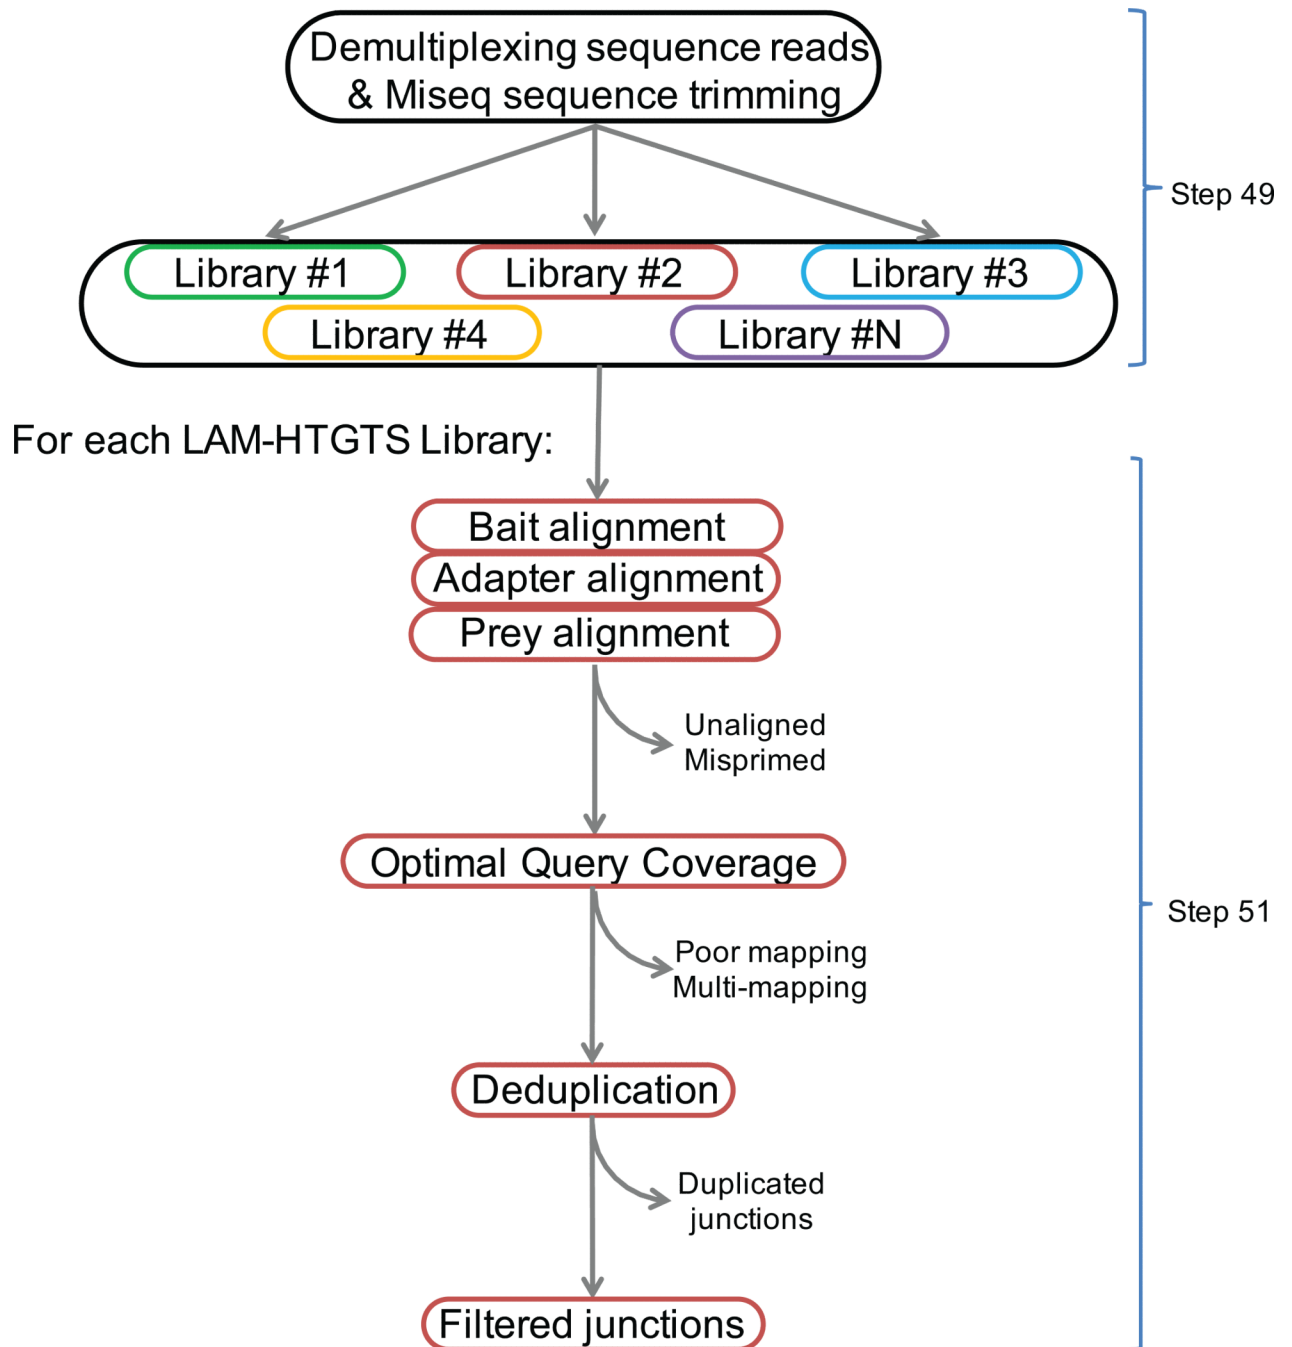 Demultiplexing sequence reads
& Miseq sequence trimming
Step 49
Library #1
Library #2
Library #3
Library #4
Library #N
For each LAM-HTGTS Library:
Bait alignment
Adapter alignment
Prey alignment
Unaligned
Misprimed
Optimal Query Coverage
Step 51
Poor mapping
Multi-mapping
Deduplication
Duplicated
junctions
Filtered junctions